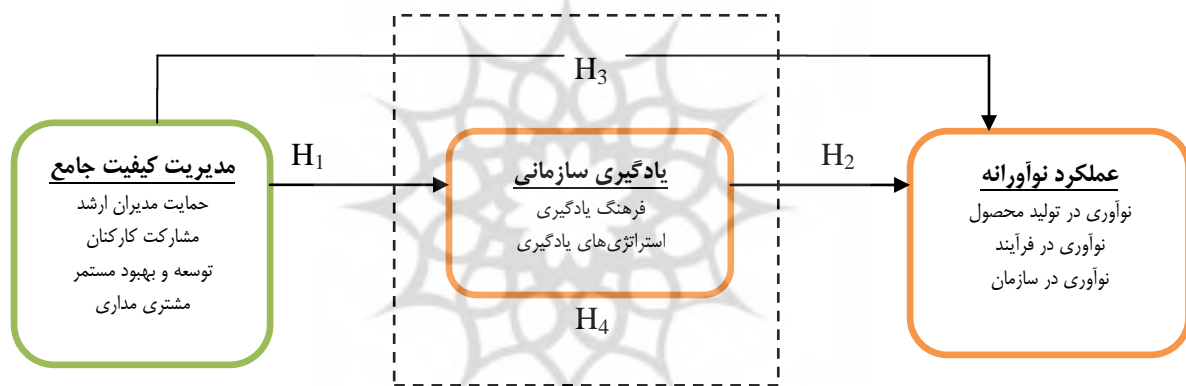 H3
مدیریت کیفیت جامع
حمایت مدیران ارشد
مشارکت کارکنان
توسعه و بهبود مستمر
مشتری مداری
H1
یادگیری سازمانی
فرهنگ یادگیری
استراتژی‌های یادگیری
H4
H2
عملکرد نوآورانه
نوآوری در تولید محصول
نوآوری در فرآیند
نوآوری در سازمان